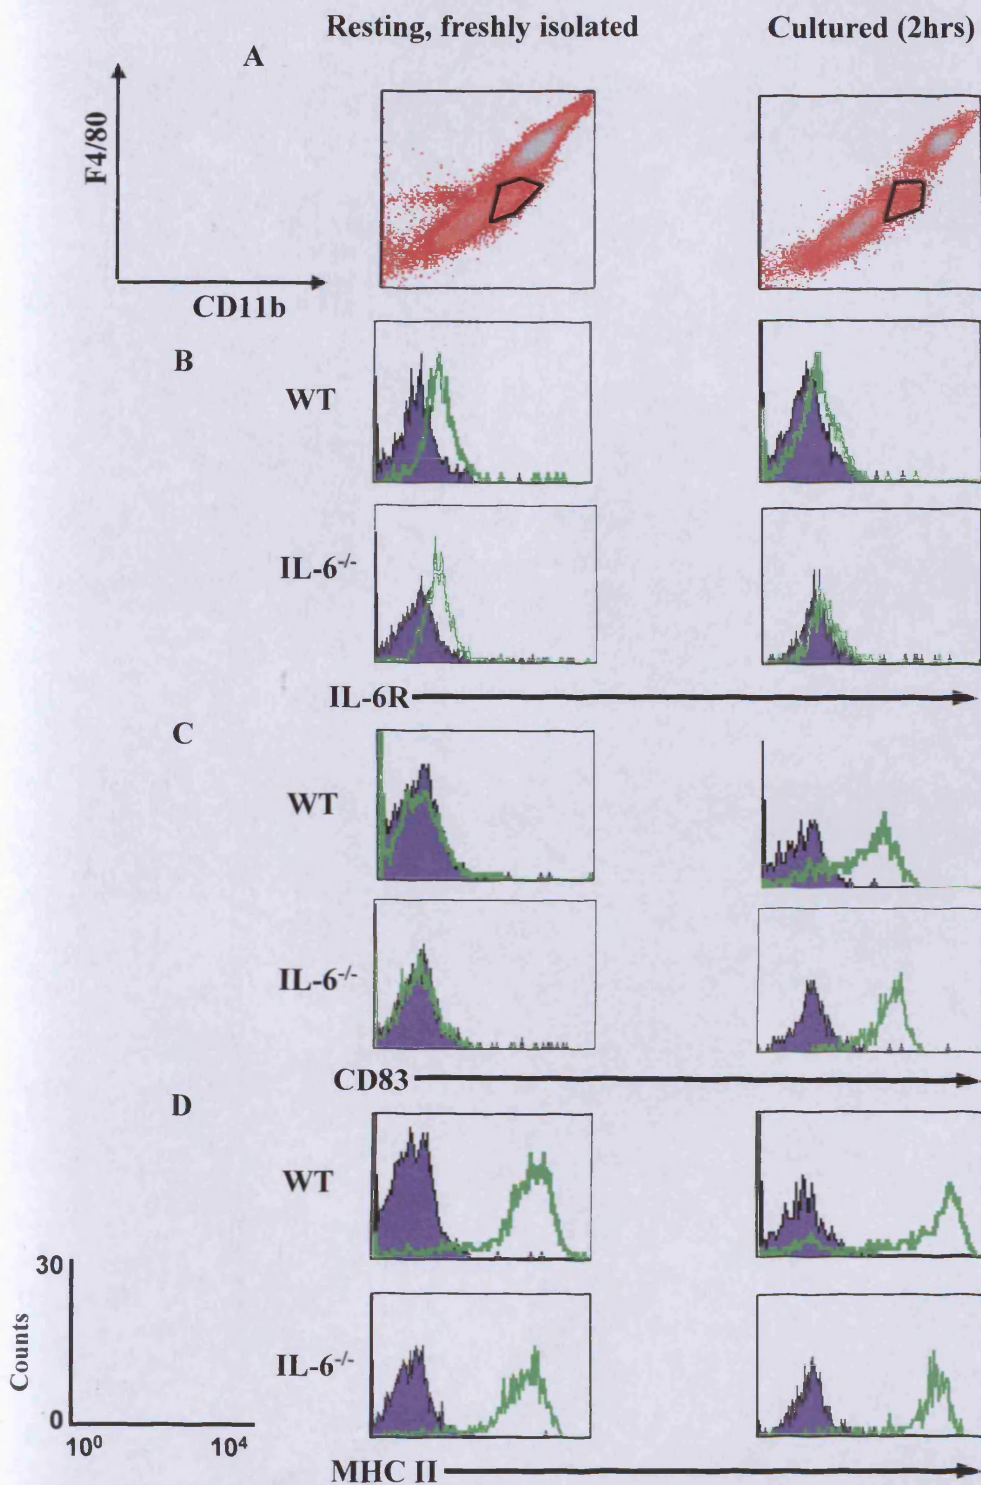 Resting, freshly isolated
Cultured (2hrs)
A
F4/80
CD11b
B
WT
IL-6-/-
IL-6R
C
WT
IL-6-/-
CD83
D
WT
IL-6-/-
MHC II
30
Counts
0
10⁰
10⁴